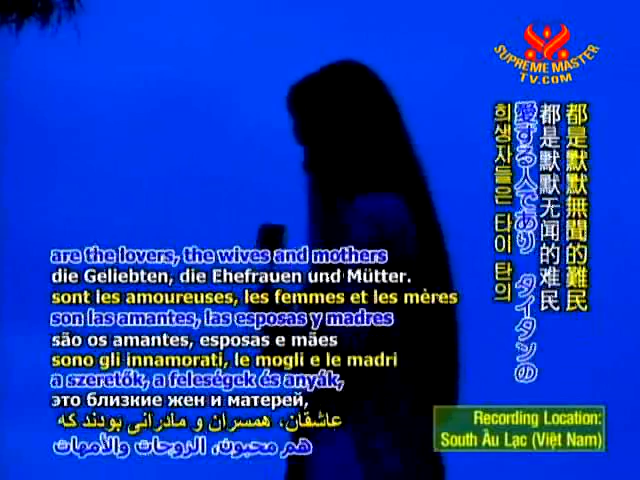 SUPREME MASTER
TV.COM
都是默默無聞的難民
都是默默无闻的难民
愛する人であり タイタンの
희생자들은 타이탄의
are the lovers, the wives and mothers
die Geliebten, die Ehefrauen und Mütter.
sont les amoureuses, les femmes et les mères
son las amantes, las esposas y madres
são os amantes, esposas e mães
sono gli innamorati, le mogli e le madri
a szeretők, a feleségek és anyák,
это близкие жен и матерей,
عاشقان، همسران و مادرانی بودند که
هم محبون، الزوجات والأمهات
Recording Location:
South Âu Lạc (Việt Nam)